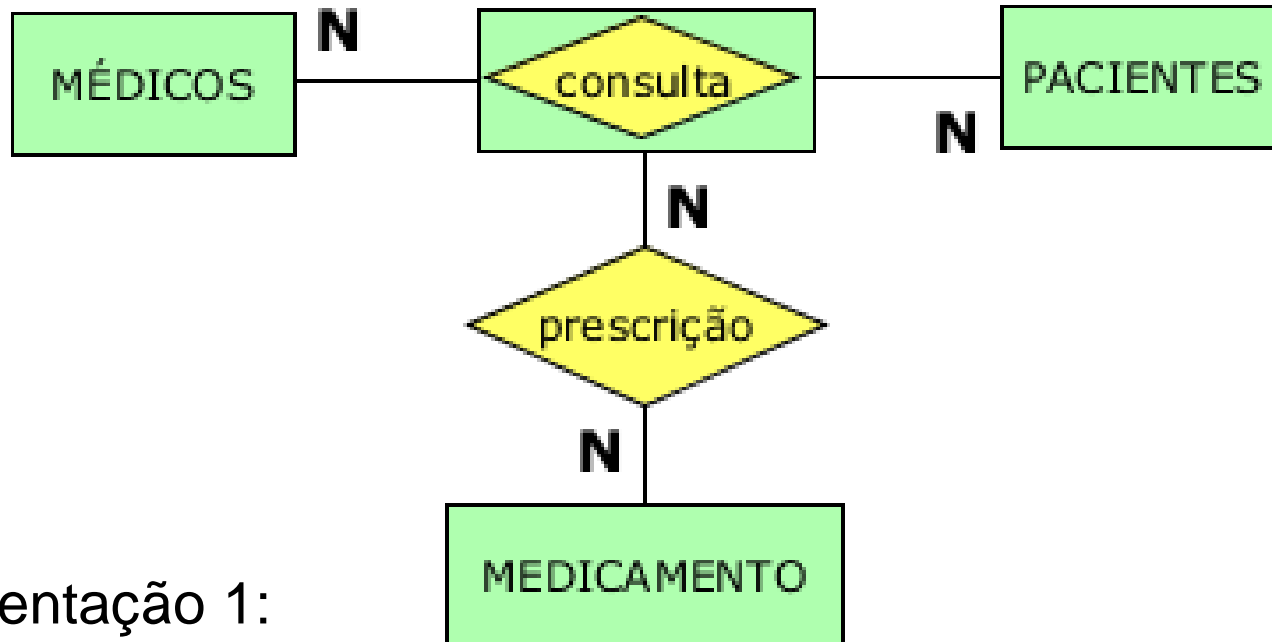 N
MÉDICOS
consulta
PACIENTES
N
N
prescrição
N
MEDICAMENTO
entação 1: